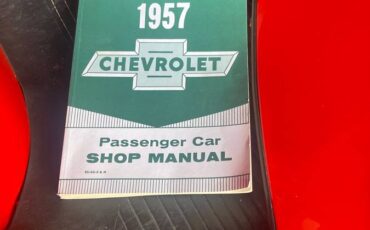 1957
CHEVROLET
Passenger Car
SHOP MANUAL